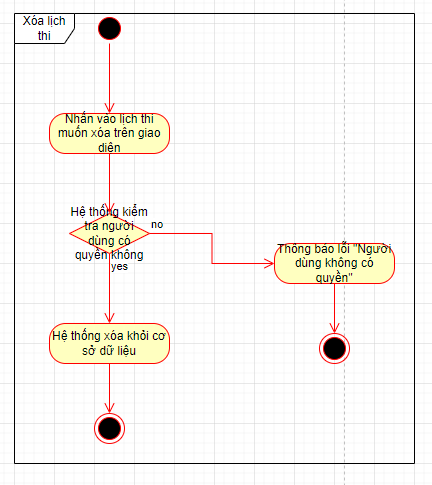 Xóa lịch
thi
Nhấn vào lịch thi
muốn xóa trên giao
diện
Hệ thống kiểm
tra người
dùng có
quyền không
no
yes
Thông báo lỗi "Người
dùng không có
quyền"
Hệ thống xóa khỏi cơ
sở dữ liệu